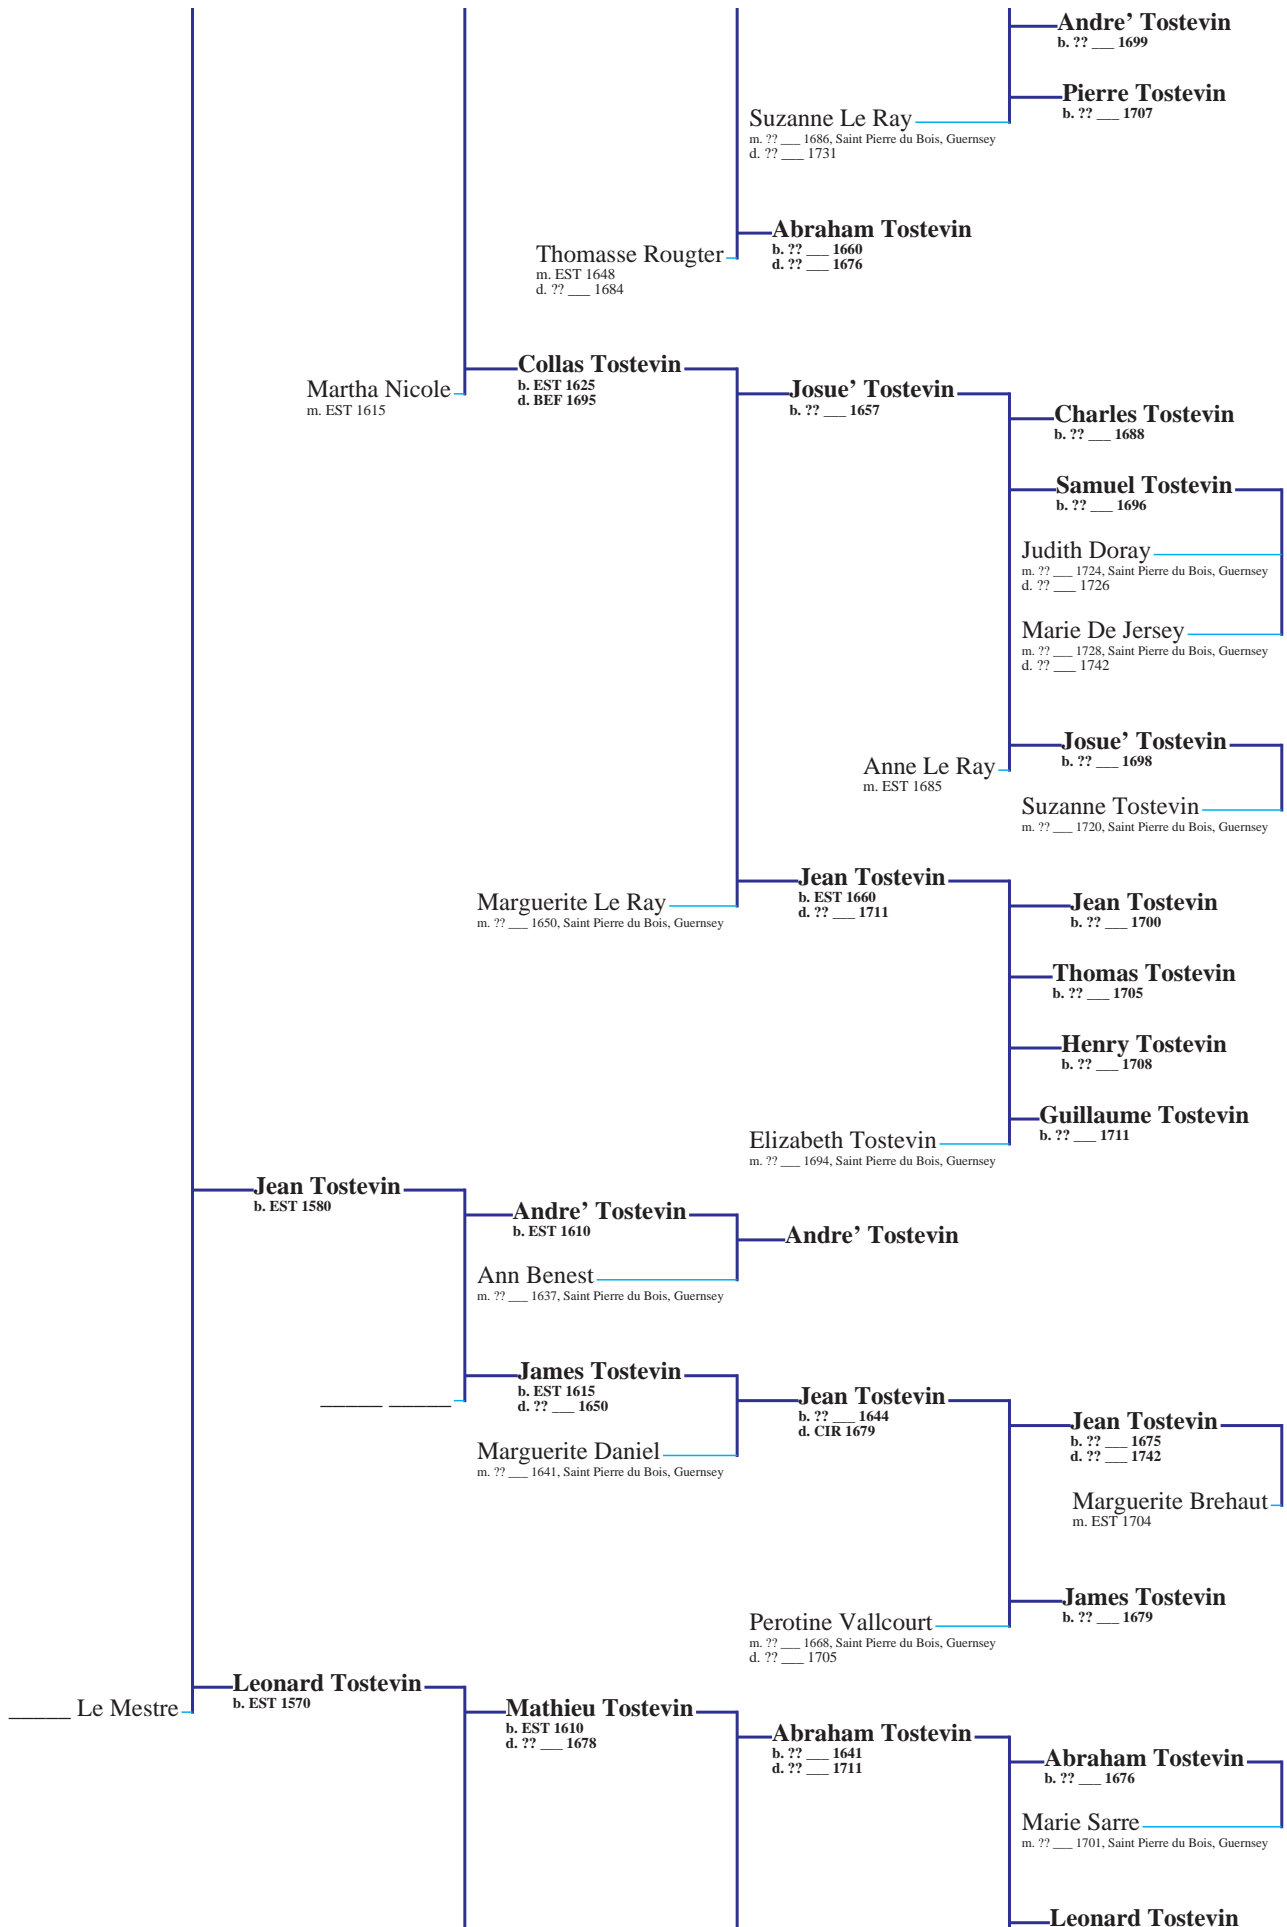 Andre’ Tostevin
b. ?? ___ 1699
Pierre Tostevin
b. ?? ___ 1707
Suzanne Le Ray
m. ?? ___ 1686, Saint Pierre du Bois, Guernsey
d. ?? ___ 1731
Abraham Tostevin
b. ?? ___ 1660
d. ?? ___ 1676
Thomasse Rougter
m. EST 1648
d. ?? ___ 1684
Collas Tostevin
b. EST 1625
d. BEF 1695
Martha Nicole
m. EST 1615
Josue’ Tostevin
b. ?? ___ 1657
Charles Tostevin
b. ?? ___ 1688
Samuel Tostevin
b. ?? ___ 1696
Judith Doray
m. ?? ___ 1724, Saint Pierre du Bois, Guernsey
d. ?? ___ 1726
Marie De Jersey
m. ?? ___ 1728, Saint Pierre du Bois, Guernsey
d. ?? ___ 1742
Josue’ Tostevin
b. ?? ___ 1698
Anne Le Ray
m. EST 1685
Suzanne Tostevin
m. ?? ___ 1720, Saint Pierre du Bois, Guernsey
Jean Tostevin
b. EST 1660
d. ?? ___ 1711
Marguerite Le Ray
m. ?? ___ 1650, Saint Pierre du Bois, Guernsey
Jean Tostevin
b. ?? ___ 1700
Thomas Tostevin
b. ?? ___ 1705
Henry Tostevin
b. ?? ___ 1708
Guillaume Tostevin
b. ?? ___ 1711
Elizabeth Tostevin
m. ?? ___ 1694, Saint Pierre du Bois, Guernsey
Jean Tostevin
b. EST 1580
Andre’ Tostevin
b. EST 1610
Andre’ Tostevin
Ann Benest
m. ?? ___ 1637, Saint Pierre du Bois, Guernsey
James Tostevin
b. EST 1615
d. ?? ___ 1650
_____ _____
Jean Tostevin
b. ?? ___ 1644
d. CIR 1679
Marguerite Daniel
m. ?? ___ 1641, Saint Pierre du Bois, Guernsey
Jean Tostevin
b. ?? ___ 1675
d. ?? ___ 1742
Marguerite Brehaut
m. EST 1704
James Tostevin
b. ?? ___ 1679
Perotine Vallcourt
m. ?? ___ 1668, Saint Pierre du Bois, Guernsey
d. ?? ___ 1705
Leonard Tostevin
b. EST 1570
_____ Le Mestre
Mathieu Tostevin
b. EST 1610
d. ?? ___ 1678
Abraham Tostevin
b. ?? ___ 1641
d. ?? ___ 1711
Abraham Tostevin
b. ?? ___ 1676
Marie Sarre
m. ?? ___ 1701, Saint Pierre du Bois, Guernsey
Leonard Tostevin